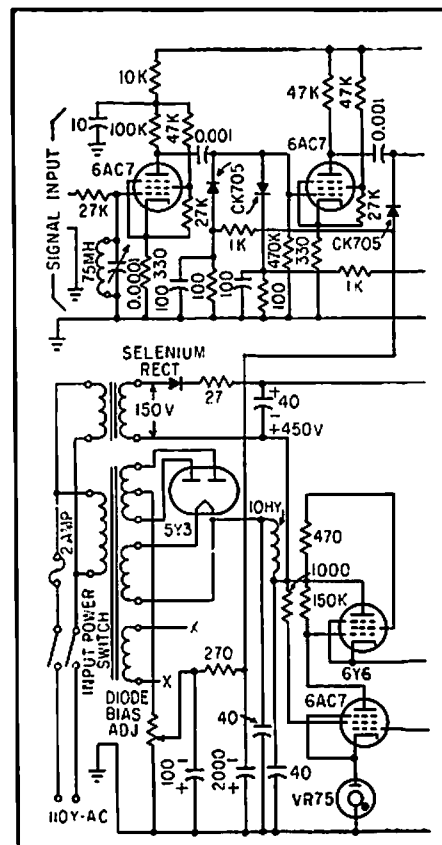 10K
47K
47K
47K
10
100K
0.001
0.001
6AC7
6AC7
SIGNAL INPUT
27K
27K
CK705
27K
CK705
1K
75MH
0.0001
330
100
100
100
100
470K
330
1K
SELENIUM
RECT
27
150V
+
40
-
+450V
2 AMP
5Y3
10HY
470
1000
150K
INPUT POWER
SWITCH
X
X
270
6Y6
6AC7
DIODE
BIAS
ADJ
40
100
-
+
2000
-
+
40
VR75
110Y-AC